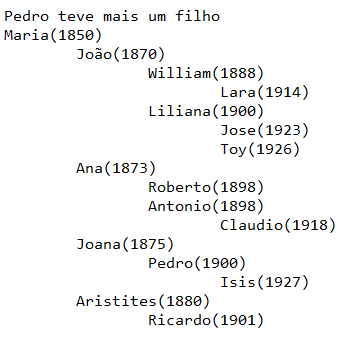 Pedro teve mais um filho
Maria(1850)
João(1870)
William(1888)
Lara(1914)
Liliana(1900)
Jose(1923)
Toy(1926)
Ana(1873)
Roberto(1898)
Antonio(1898)
Claudio(1918)
Joana(1875)
Pedro(1900)
Isis(1927)
Aristites(1880)
Ricardo(1901)